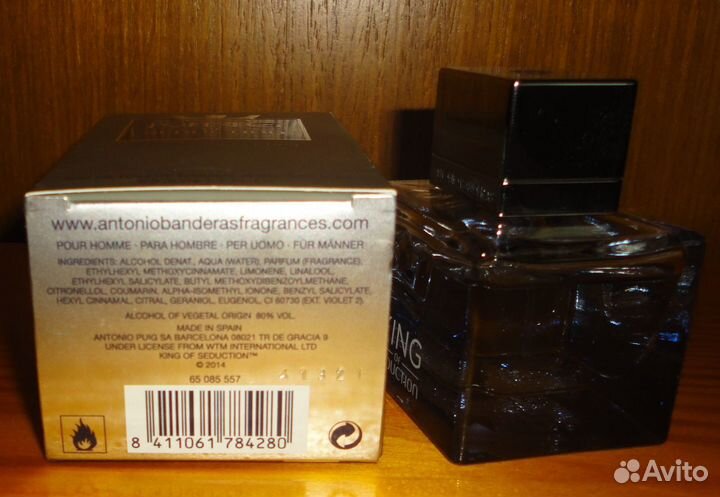 www.antoniobanderasfragrances.com
POUR HOMME · PARA HOMBRE · PER UOMO · FÜR MÄNNER
INGREDIENTS: ALCOHOL DENAT., AQUA (WATER), PARFUM (FRAGRANCE),
ETHYLHEXYL METHOXYCINNAMATE, LIMONENE, LINALOOL,
ETHYLHEXYL SALICYLATE, BUTYL METHOXYDIBENZOYLMETHANE,
CITRONELLOL, COUMARIN, ALPHA-ISOMETHYL IONONE, BENZYL SALICYLATE,
HEXYL CINNAMAL, CITRAL, GERANIOL, EUGENOL, CI 60730 (EXT. VIOLET 2).
ALCOHOL OF VEGETAL ORIGIN 80% VOL.
MADE IN SPAIN
ANTONIO PUIG SA BARCELONA 08021 TR DE GRACIA 9
UNDER LICENSE FROM WTM INTERNATIONAL LTD
KING OF SEDUCTION™
© 2014
65 085 557
8 411061 784280
KING
OF
SEDUCTION
Avito